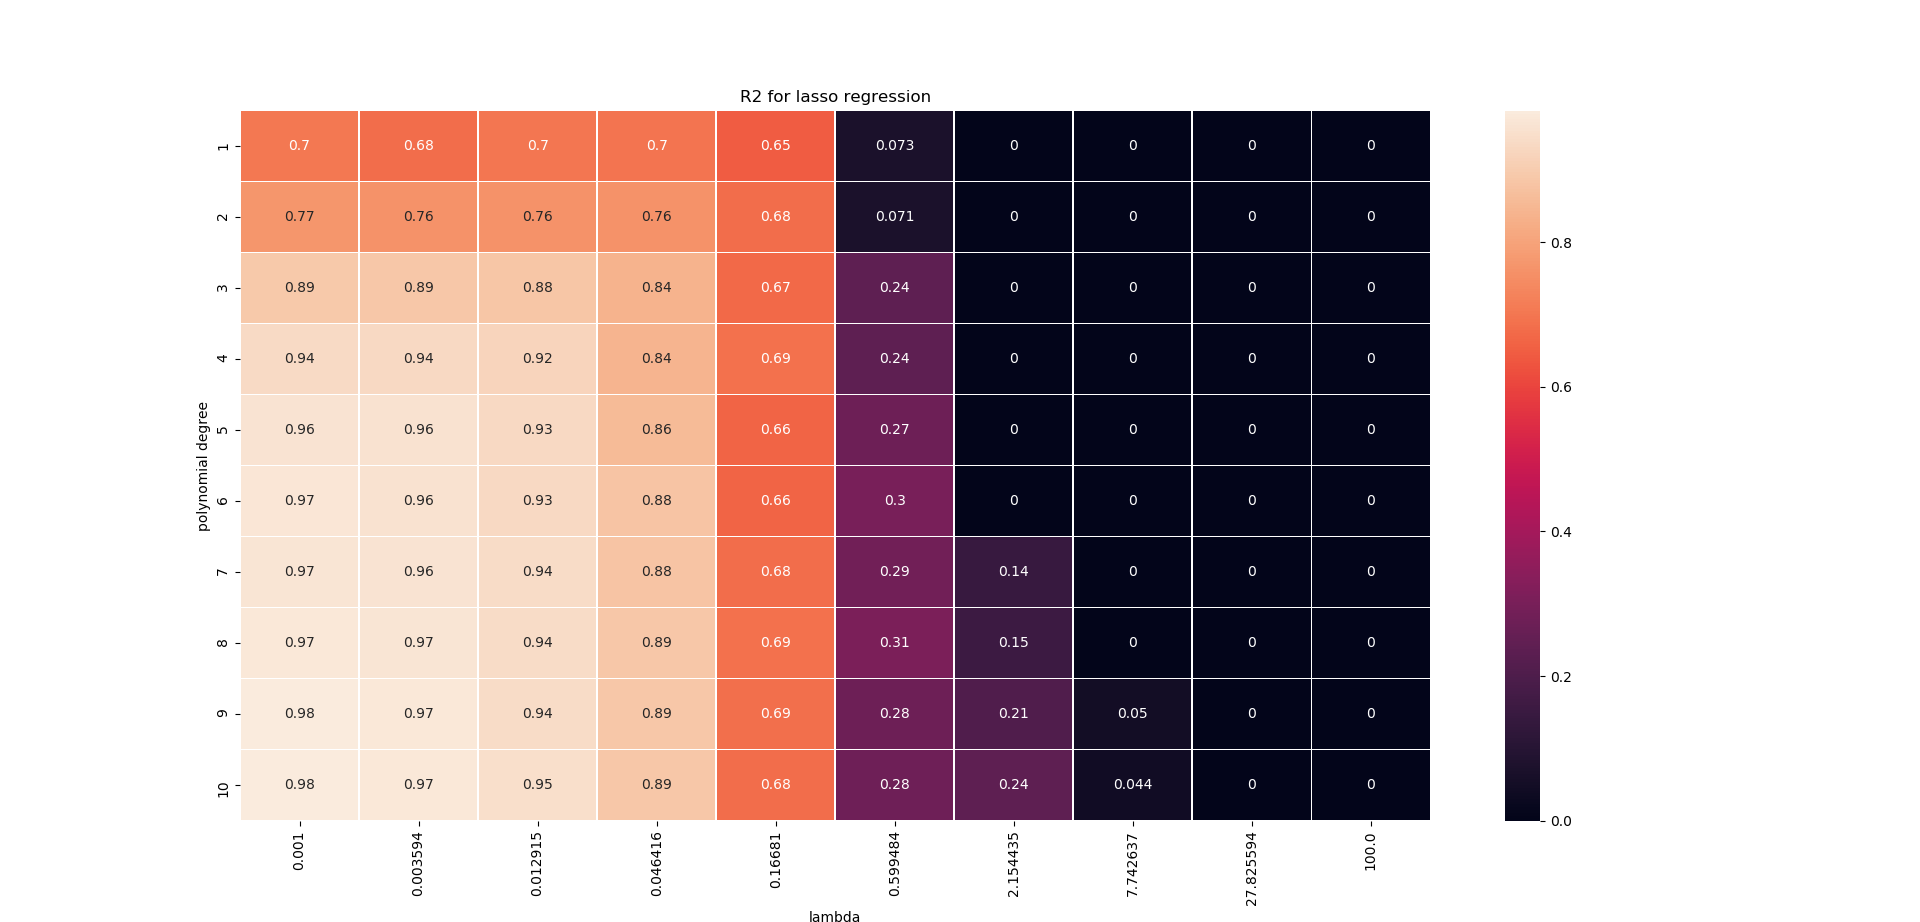 R2 for lasso regression
1 0.7 0.68 0.7 0.7 0.65 0.073 0 0 0 0
2 0.77 0.76 0.76 0.76 0.68 0.071 0 0 0 0
3 0.89 0.89 0.88 0.84 0.67 0.24 0 0 0 0
4 0.94 0.94 0.92 0.84 0.69 0.24 0 0 0 0
5 0.96 0.96 0.93 0.86 0.66 0.27 0 0 0 0
6 0.97 0.96 0.93 0.88 0.66 0.3 0 0 0 0
7 0.97 0.96 0.94 0.88 0.68 0.29 0.14 0 0 0
8 0.97 0.97 0.94 0.89 0.69 0.31 0.15 0 0 0
9 0.98 0.97 0.94 0.89 0.69 0.28 0.21 0.05 0 0
10 0.98 0.97 0.95 0.89 0.68 0.28 0.24 0.044 0 0
polynomial degree
0.001 0.003594 0.012915 0.046416 0.16681 0.599484 2.154435 7.742637 27.825594 100.0
lambda
0.8
0.6
0.4
0.2
0.0